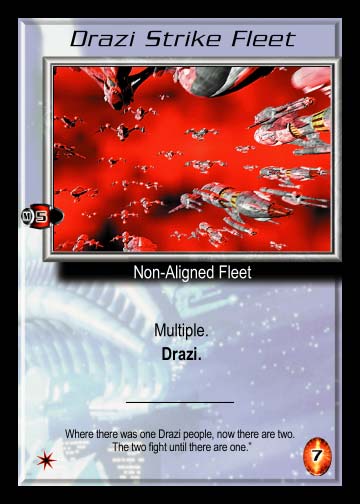 Drazi Strike Fleet
M 5
Non-Aligned Fleet
Multiple.
Drazi.
Where there was one Drazi people, now there are two.
The two fight until there are one."
7